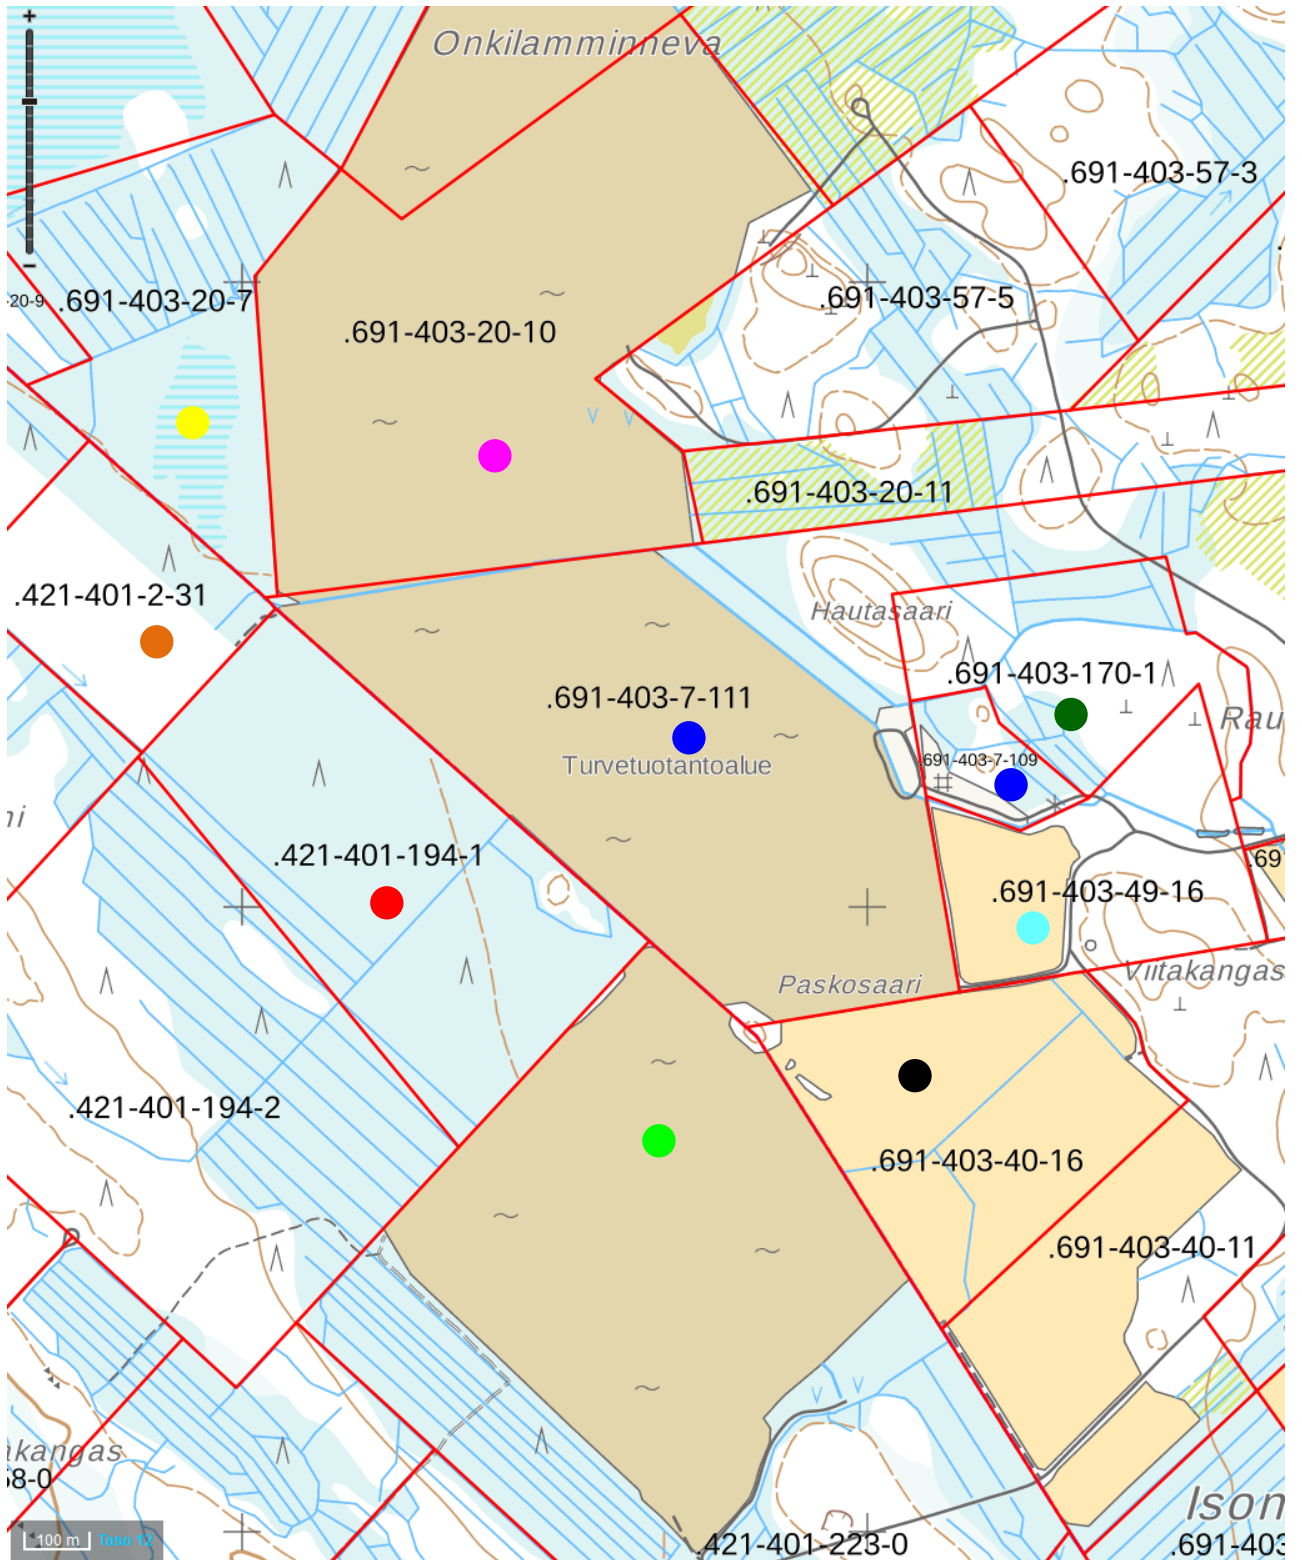 +
Onkilamminneva
.691-403-57-3
−
-20-9
.691-403-20-7
.691-403-57-5
.691-403-20-10
.691-403-20-11
.421-401-2-31
Hautasaari
.691-403-170-1
.691-403-7-111
Rau
Turvetuotantoalue
691-403-7-109
ni
.421-401-194-1
.69
.691-403-49-16
Viitakangas
Paskosaari
.421-401-194-2
.691-403-40-16
.691-403-40-11
akangas
68-0
Ison
100 m
Taso 12
.421-401-223-0
.691-403